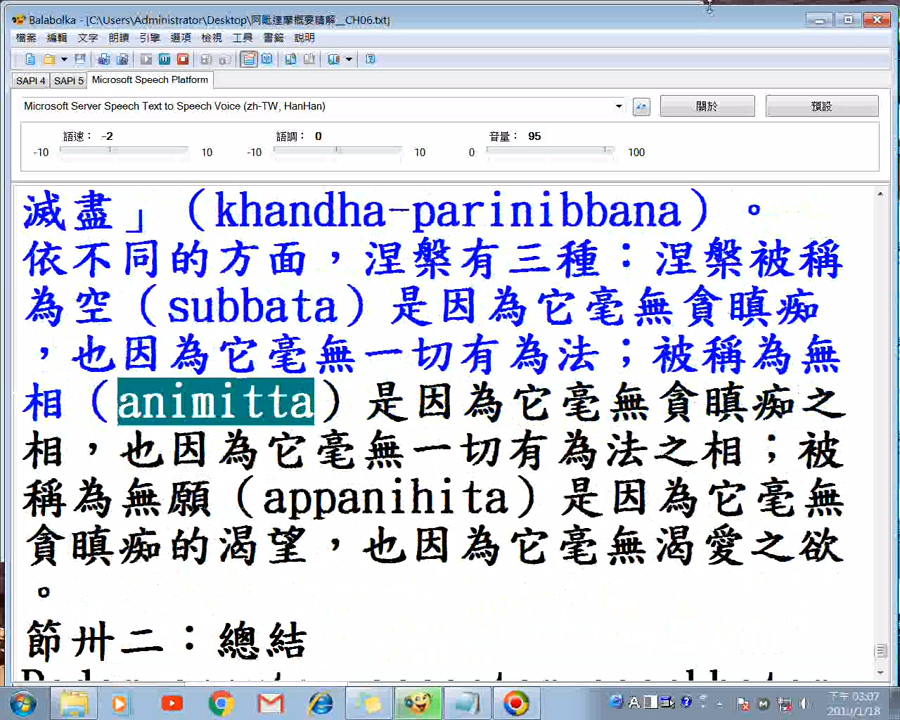 Balabolka - [C:\Users\Administrator\Desktop\阿毗達摩概要精解__CH06.txt]
檔案 編輯 文字 朗讀 引擎 選項 檢視 工具 書籤 說明
SAPI 4 SAPI 5 Microsoft Speech Platform
Microsoft Server Speech Text to Speech Voice (zh-TW, HanHan) 關於 預設
語速： -2 語調： 0 音量： 95
-10 10 -10 10 0 100
滅盡」（khandha-parinibbana）。
依不同的方面，涅槃有三種：涅槃被稱
為空（subbata）是因為它毫無貪瞋痴
，也因為它毫無一切有為法；被稱為無
相（animitta）是因為它毫無貪瞋痴之
相，也因為它毫無一切有為法之相；被
稱為無願（appanihita）是因為它毫無
貪瞋痴的渴望，也因為它毫無渴愛之欲
。
節卅二：總結
下午 03:07